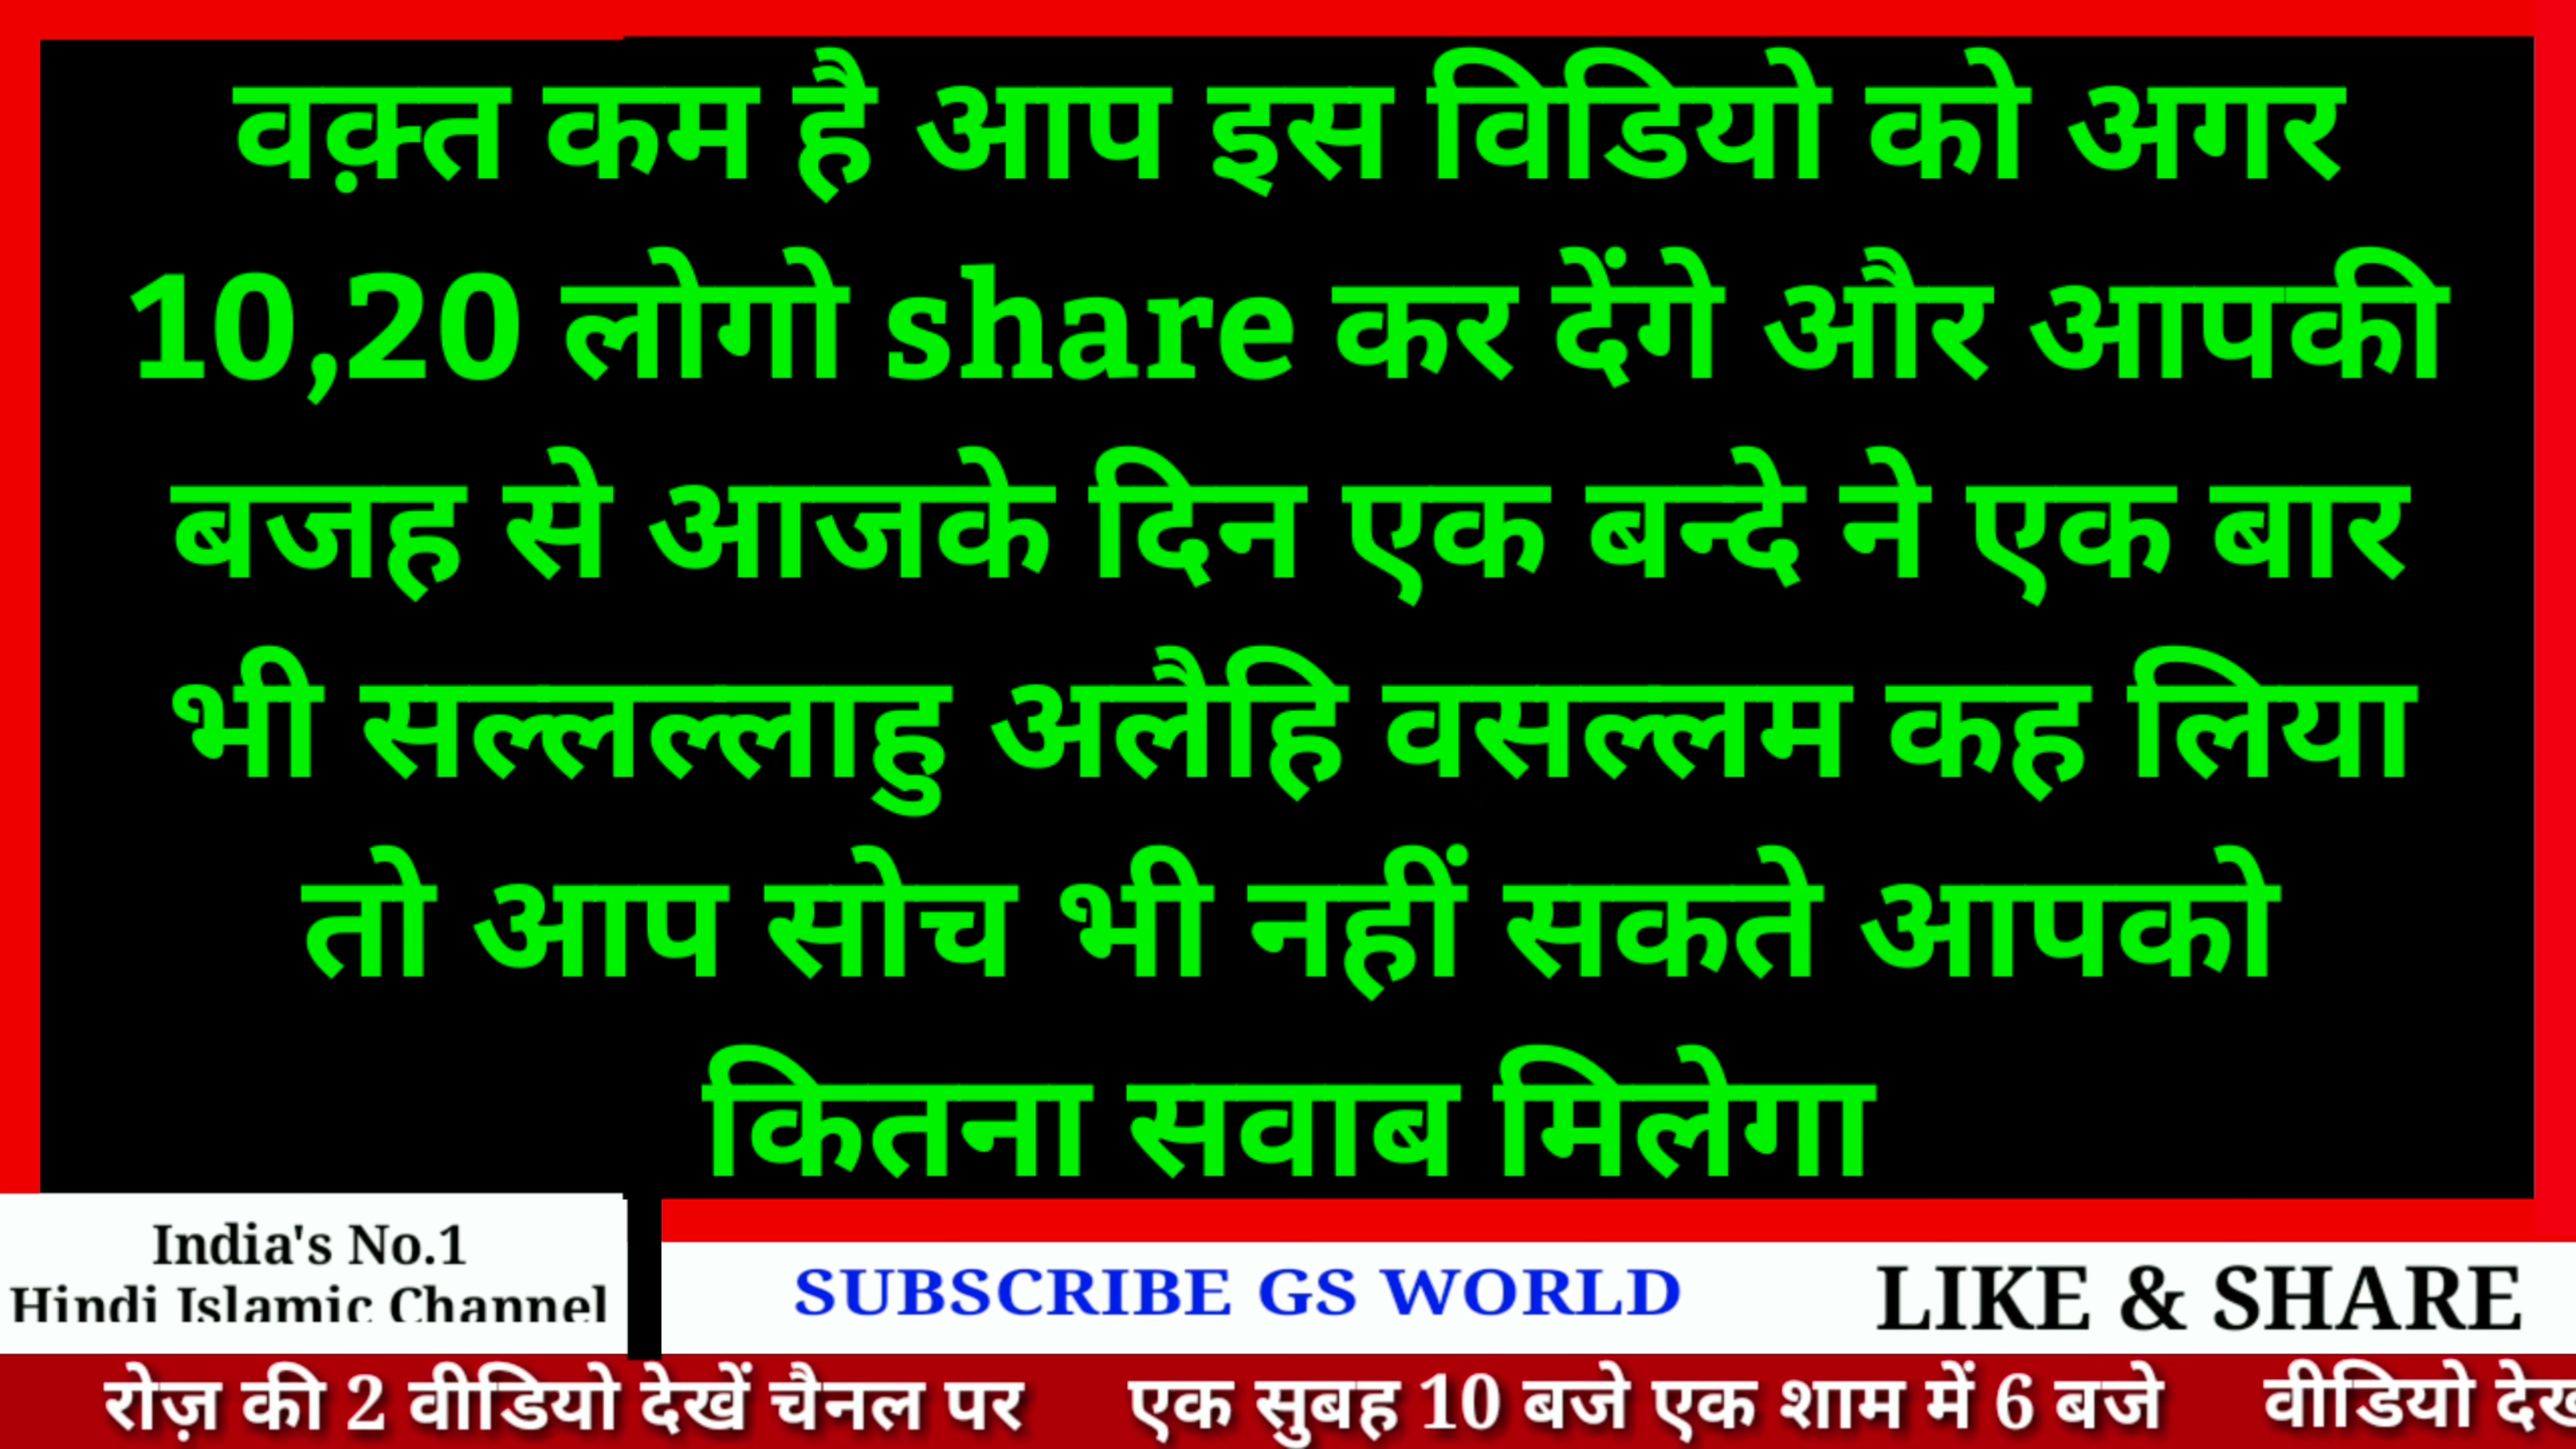 वक़्त कम है आप इस विडियो को अगर
10,20 लोगो share कर देंगे और आपकी
बजह से आजके दिन एक बन्दे ने एक बार
भी सल्लल्लाहु अलैहि वसल्लम कह लिया
तो आप सोच भी नहीं सकते आपको
कितना सवाब मिलेगा
India's No.1
Hindi Islamic Channel
SUBSCRIBE GS WORLD
LIKE & SHARE
रोज़ की 2 वीडियो देखें चैनल पर एक सुबह 10 बजे एक शाम में 6 बजे वीडियो